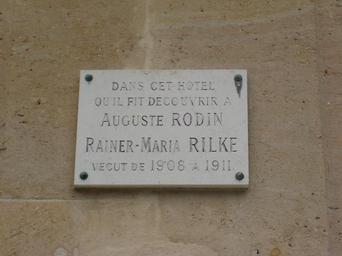 DANS CET HOTEL
QU'IL FIT DECOUVRIR A
AUGUSTE RODIN
RAINER-MARIA RILKE
VECUT DE 1908 A 1911